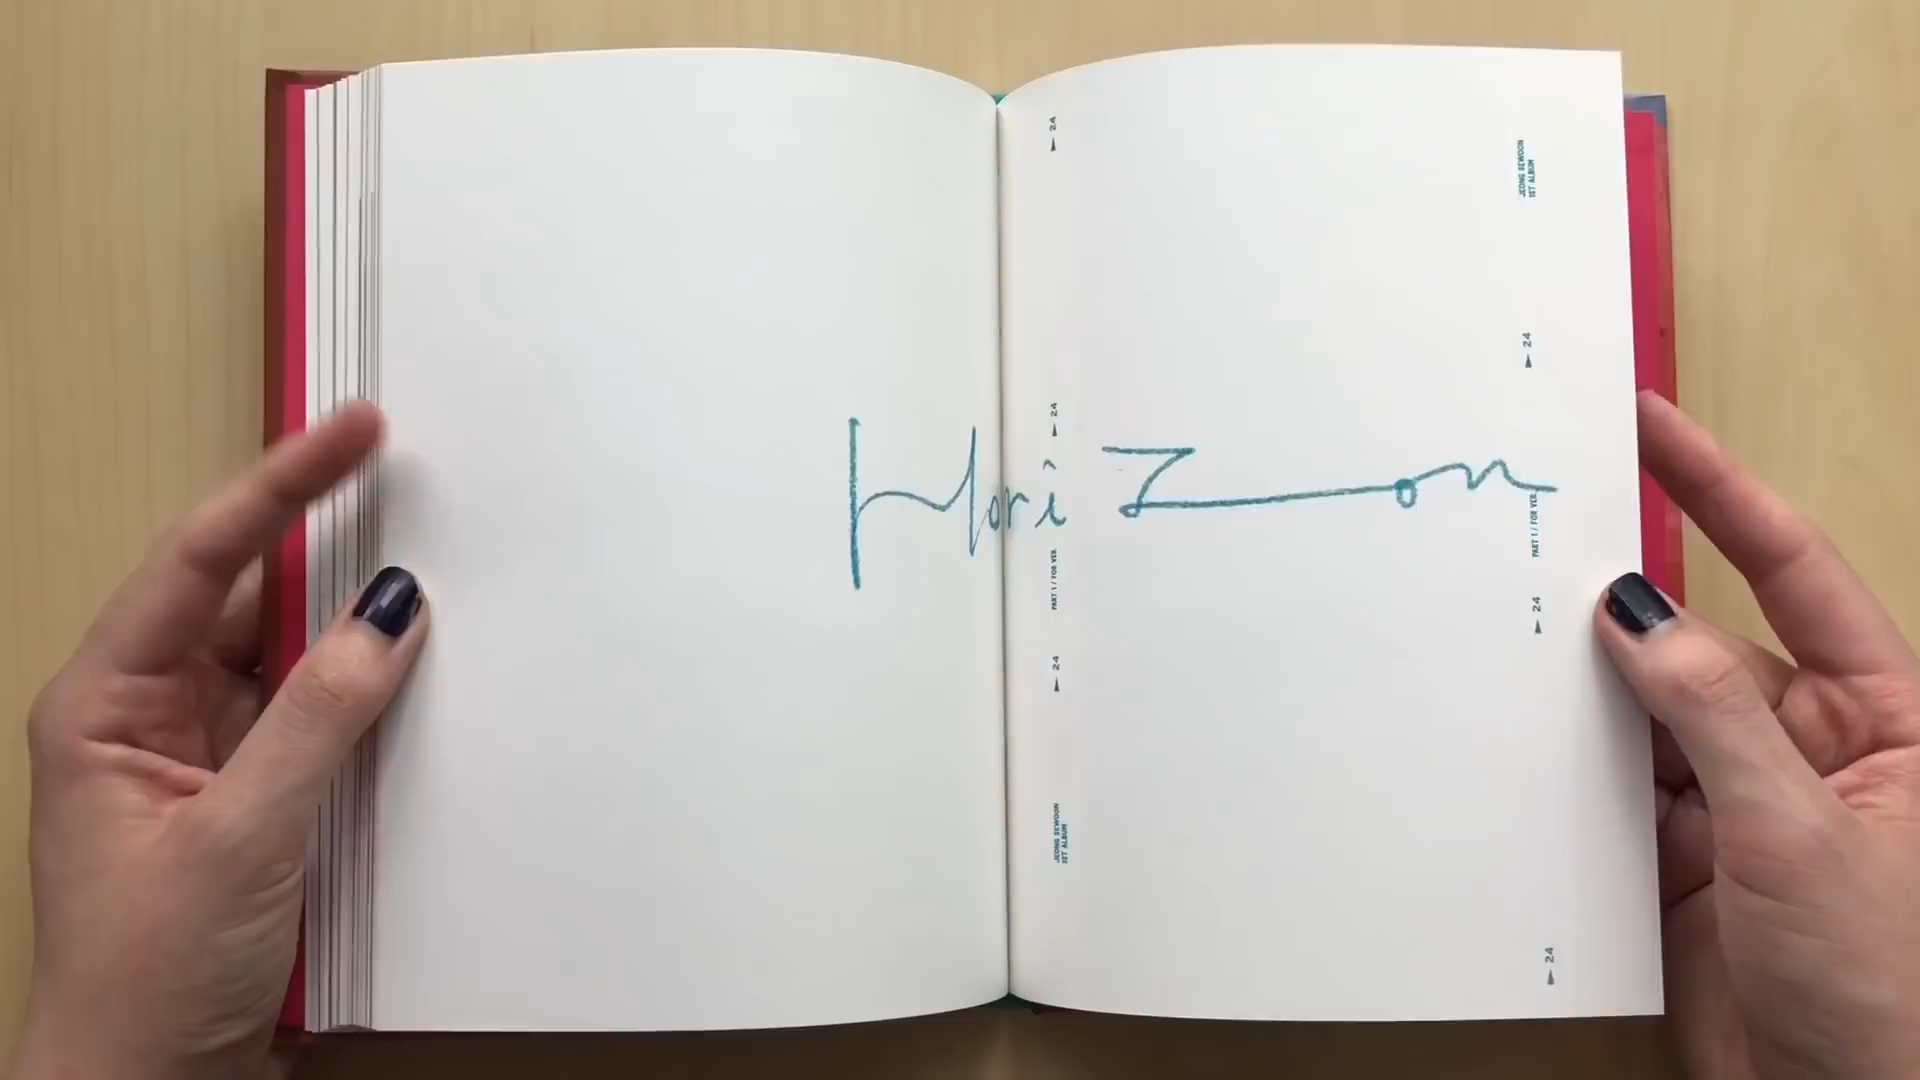 HoriZon
▶ 24
▶ 24
PART 1 / FOR VER.
▶ 24
JEONG SEWOON
1ST ALBUM
JEONG SEWOON
1ST ALBUM
▶ 24
PART 1 / FOR VER.
▶ 24
▶ 24